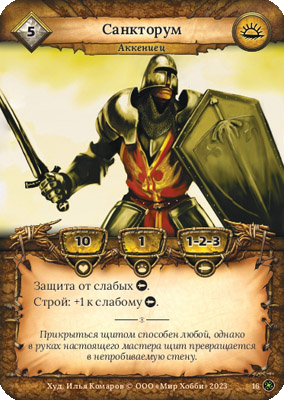 5
Санкторум
Аккениец
10
1
1-2-3
Защита от слабых
Строй: +1 к слабому
Прикрыться щитом способен любой, однако
в руках настоящего мастера щит превращается
в непробиваемую стену.
Худ. Илья Комаров © ООО «Мир Хобби» 2023
16